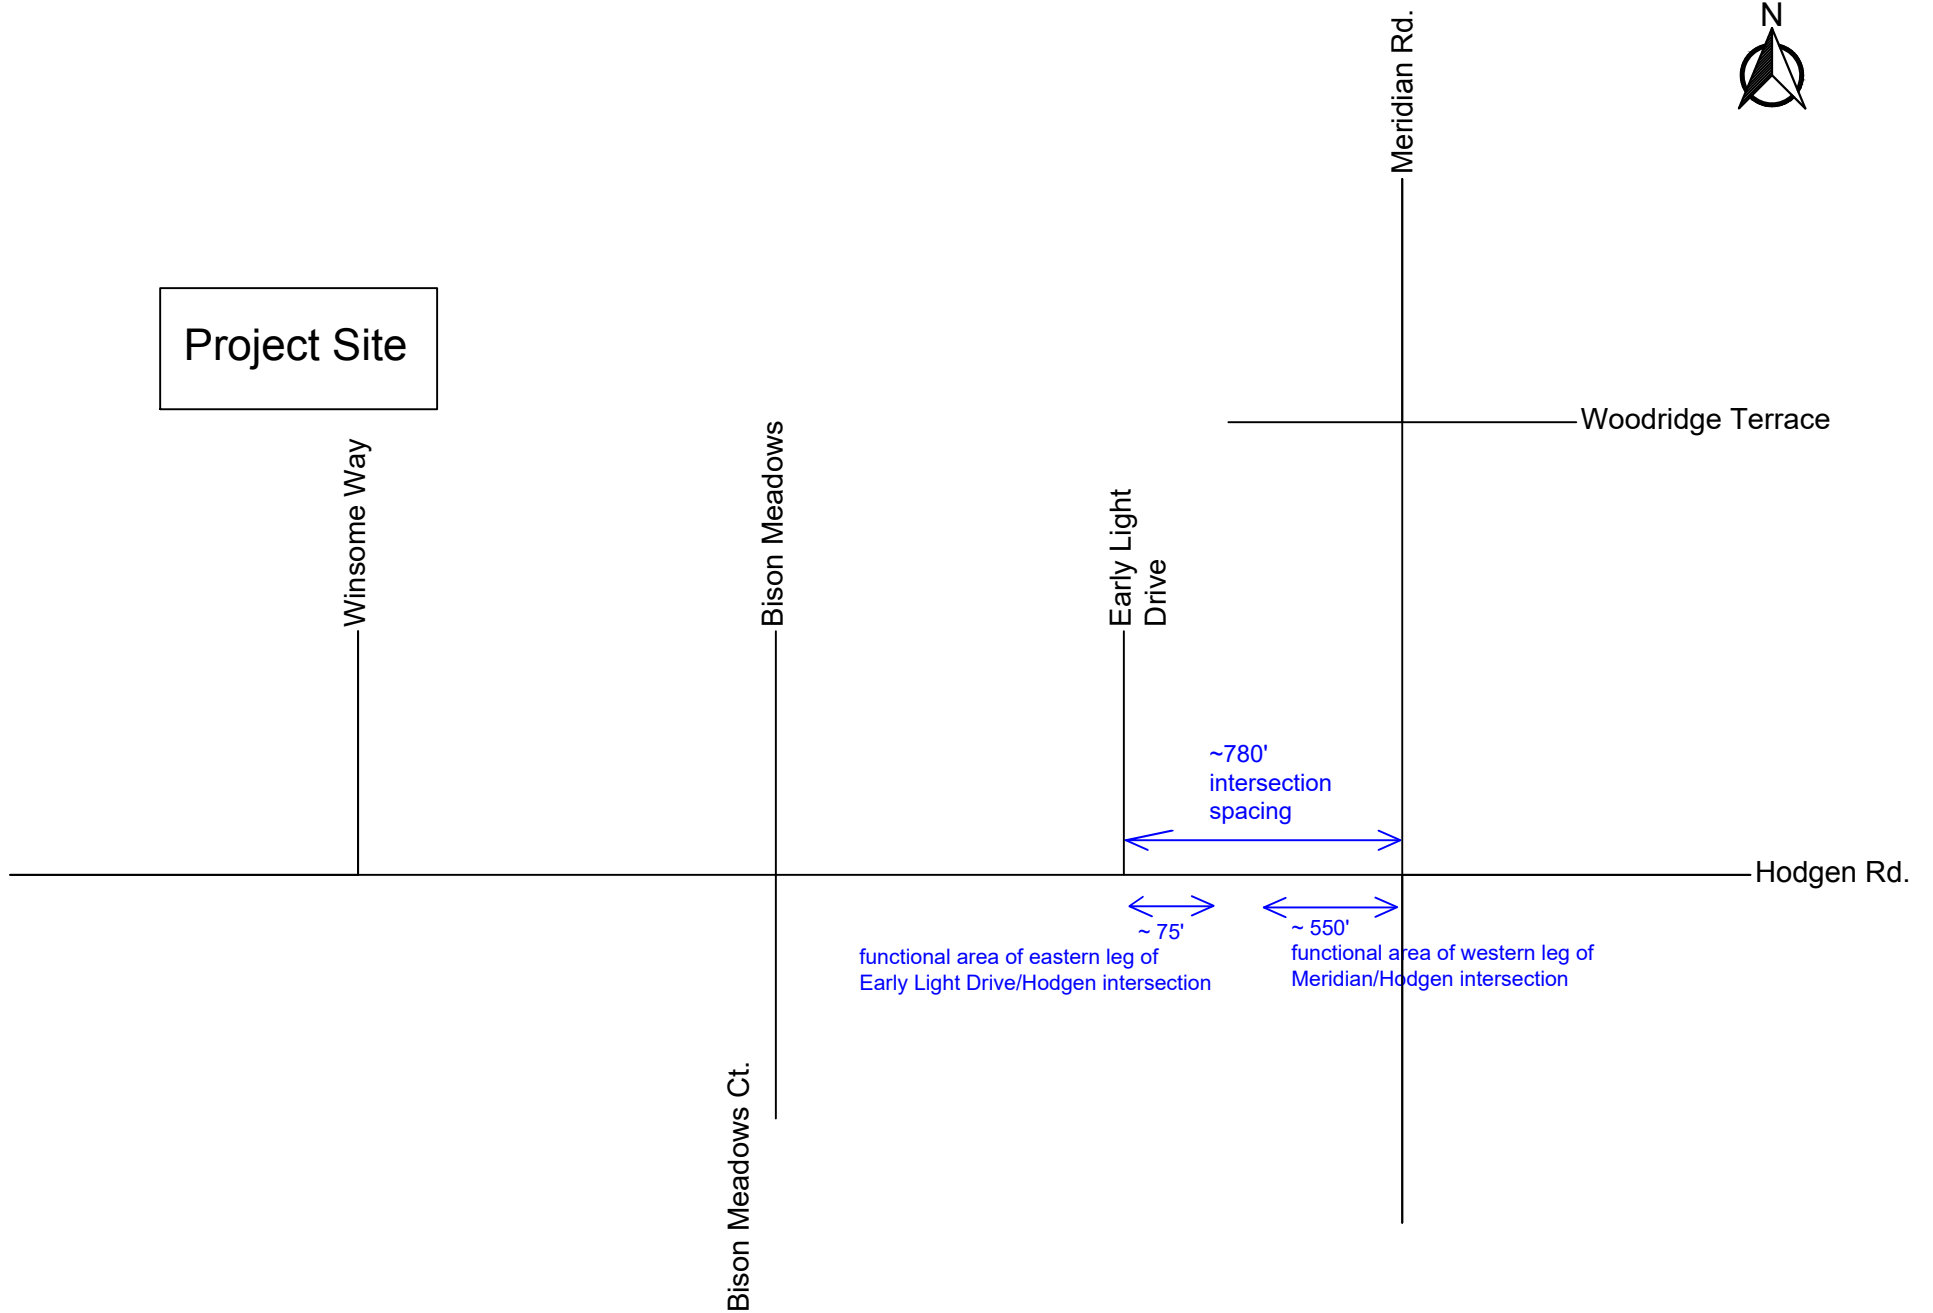 N
Meridian Rd.
Project Site
Woodridge Terrace
Winsome Way
Bison Meadows
Early Light
Drive
~780'
intersection
spacing
Hodgen Rd.
~ 75'
functional area of eastern leg of
Early Light Drive/Hodgen intersection
~ 550'
functional area of western leg of
Meridian/Hodgen intersection
Bison Meadows Ct.